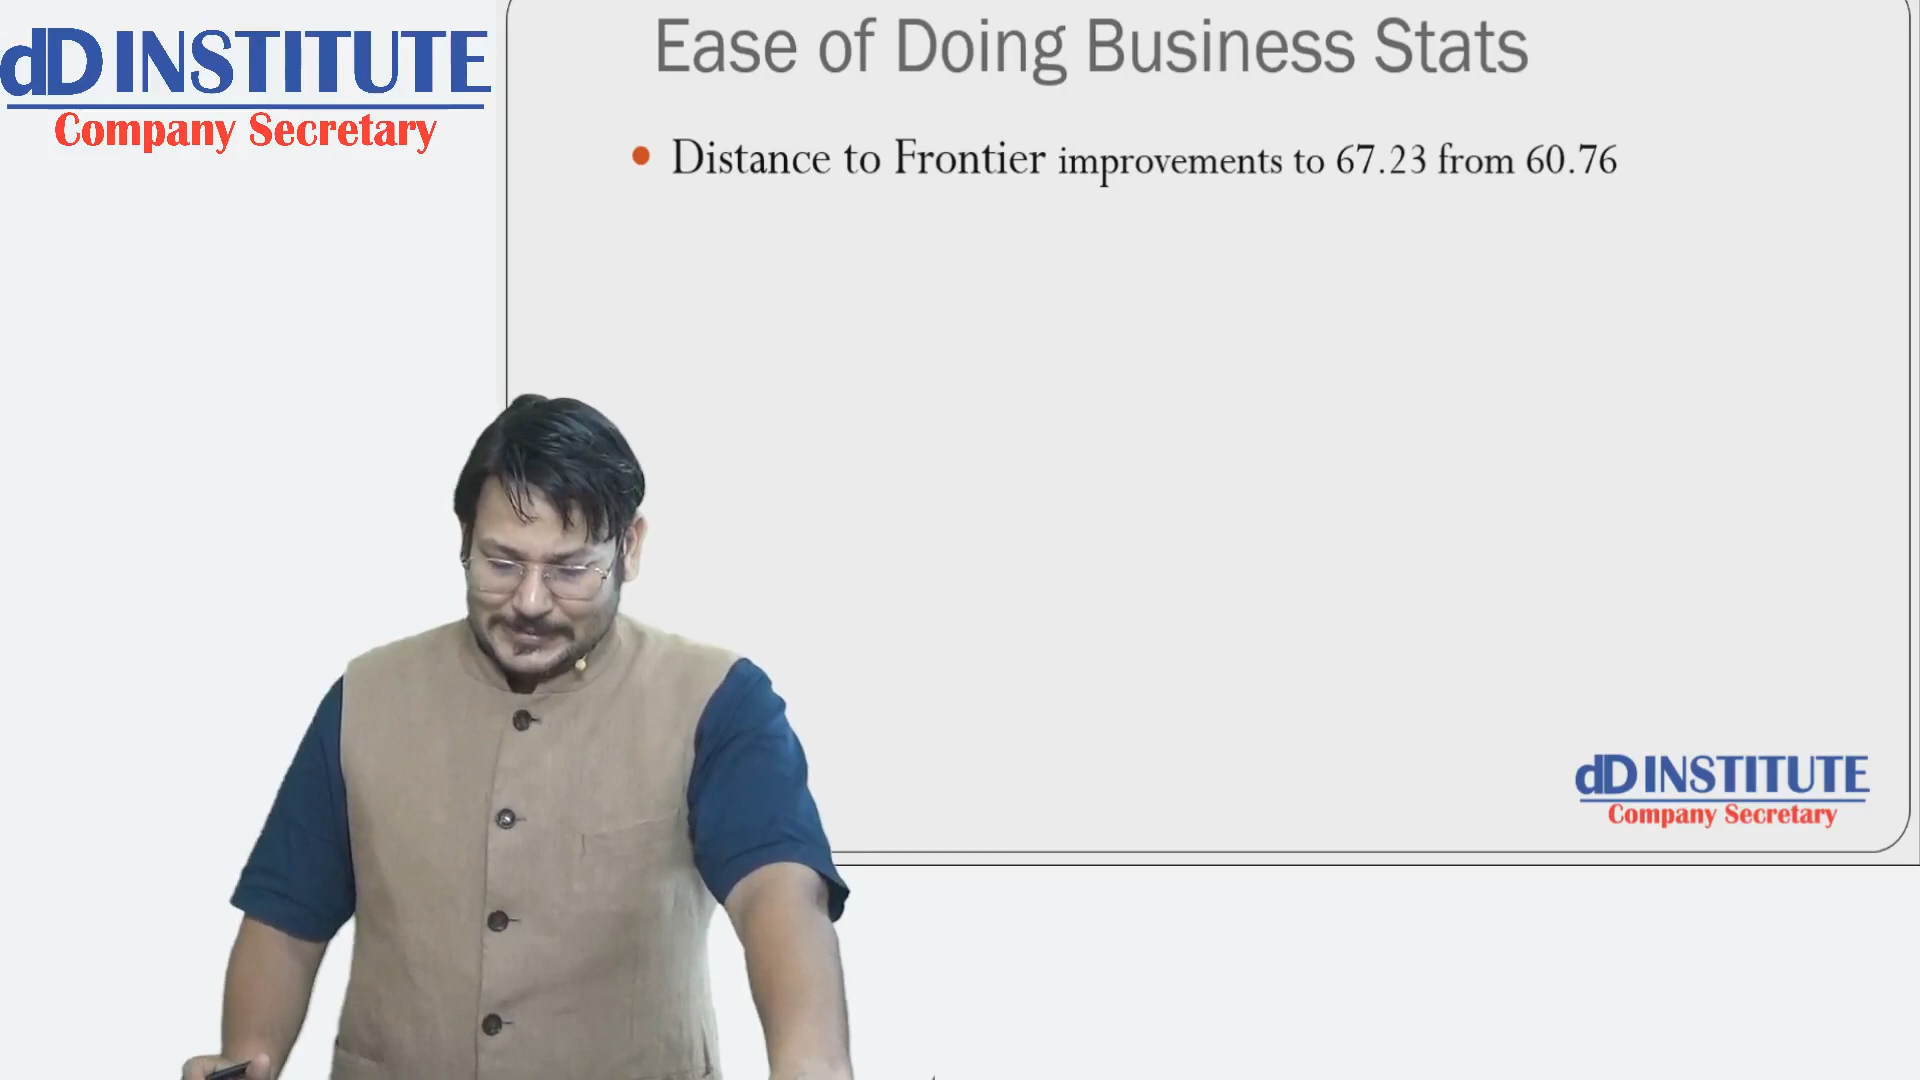 dD INSTITUTE
Company Secretary
Ease of Doing Business Stats
• Distance to Frontier improvements to 67.23 from 60.76
dD INSTITUTE
Company Secretary